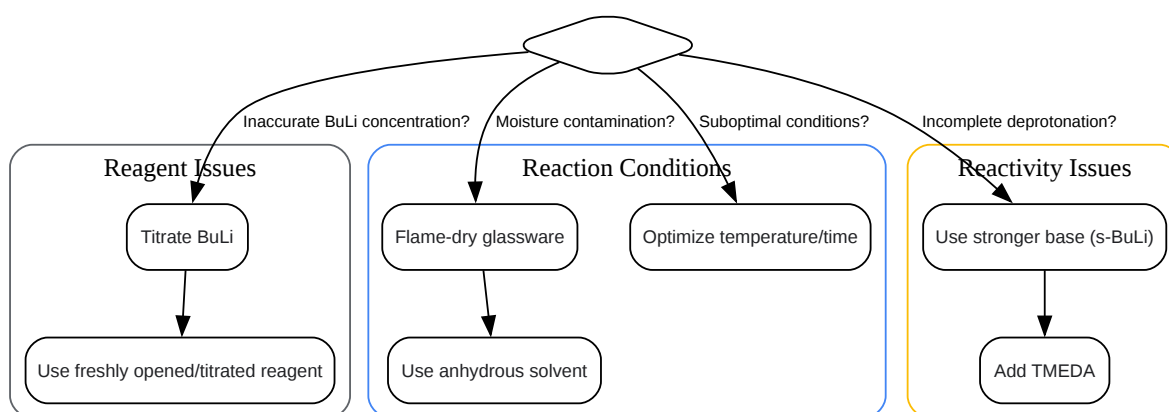 Inaccurate BuLi concentration?
Moisture contamination?
Suboptimal conditions?
Incomplete deprotonation?
Reagent Issues
Reaction Conditions
Reactivity Issues
Titrate BuLi
Flame-dry glassware
Optimize temperature/time
Use stronger base (s-BuLi)
Use freshly opened/titrated reagent
Use anhydrous solvent
Add TMEDA